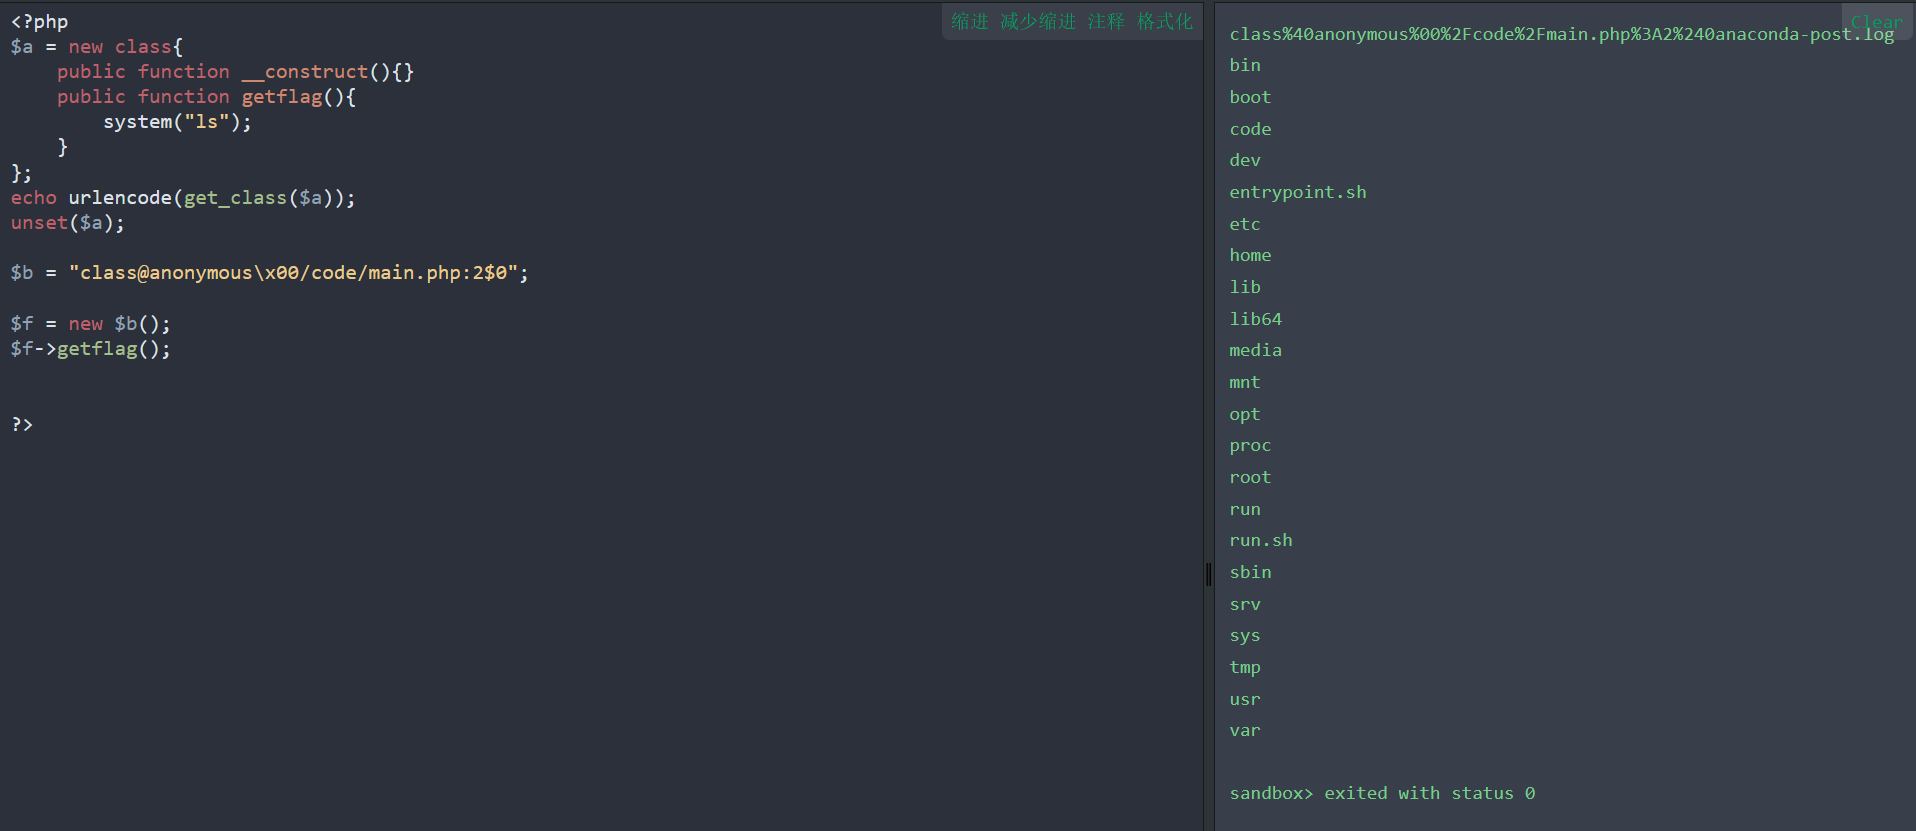 <?php
$a = new class{
    public function __construct(){}
    public function getflag(){
        system("ls");
    }
};
echo urlencode(get_class($a));
unset($a);
$b = "class@anonymous\x00/code/main.php:2$0";
$f = new $b();
$f->getflag();
?>
缩进 减少缩进 注释 格式化
Clear
class%40anonymous%00%2Fcode%2Fmain.php%3A2%240anaconda-post.log
bin
boot
code
dev
entrypoint.sh
etc
home
lib
lib64
media
mnt
opt
proc
root
run
run.sh
sbin
srv
sys
tmp
usr
var
sandbox> exited with status 0